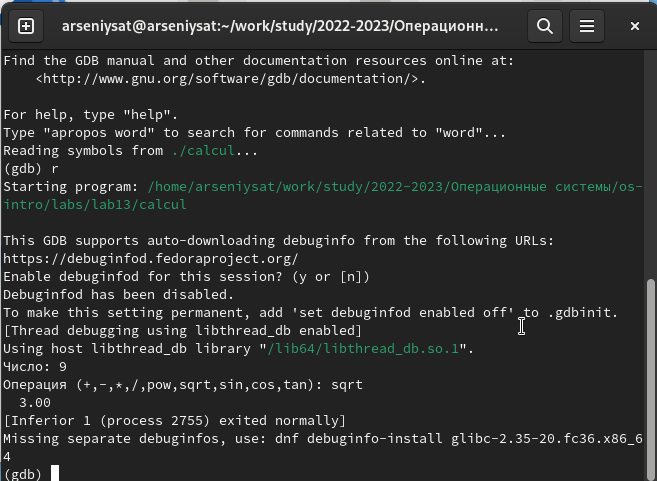 arseniysat@arseniysat:~/work/study/2022-2023/Операционн...
Find the GDB manual and other documentation resources online at:
    <http://www.gnu.org/software/gdb/documentation/>.
For help, type "help".
Type "apropos word" to search for commands related to "word"...
Reading symbols from ./calcul...
(gdb) r
Starting program: /home/arseniysat/work/study/2022-2023/Операционные системы/os-
intro/labs/lab13/calcul
This GDB supports auto-downloading debuginfo from the following URLs:
https://debuginfod.fedoraproject.org/
Enable debuginfod for this session? (y or [n])
Debuginfod has been disabled.
To make this setting permanent, add 'set debuginfod enabled off' to .gdbinit.
[Thread debugging using libthread_db enabled]
Using host libthread_db library "/lib64/libthread_db.so.1".
Число: 9
Операция (+,-,*,/,pow,sqrt,sin,cos,tan): sqrt
  3.00
[Inferior 1 (process 2755) exited normally]
Missing separate debuginfos, use: dnf debuginfo-install glibc-2.35-20.fc36.x86_6
4
(gdb)